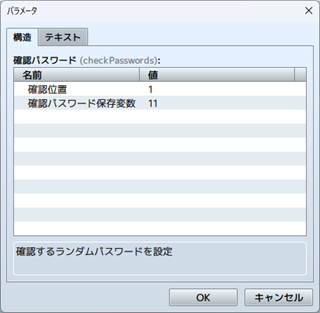 パラメータ
構造 テキスト
確認パスワード (checkPasswords):
名前 値
確認位置 1
確認パスワード保存変数 11
確認するランダムパスワードを設定
OK キャンセル